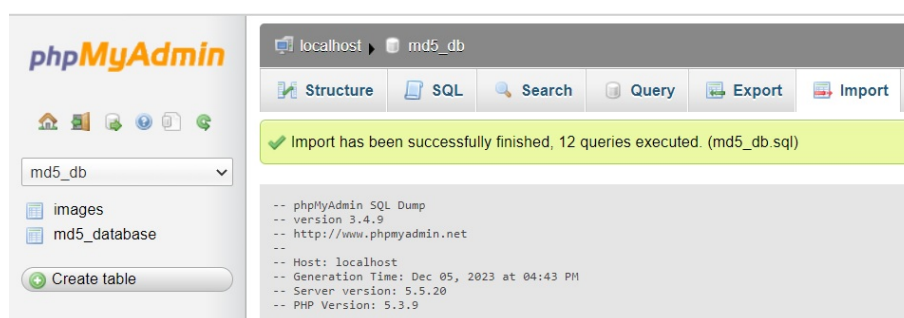 phpMyAdmin
md5_db
images
md5_database
Create table
localhost md5_db
Structure SQL Search Query Export Import
Import has been successfully finished, 12 queries executed. (md5_db.sql)
-- phpMyAdmin SQL Dump
-- version 3.4.9
-- http://www.phpmyadmin.net
--
-- Host: localhost
-- Generation Time: Dec 05, 2023 at 04:43 PM
-- Server version: 5.5.20
-- PHP Version: 5.3.9